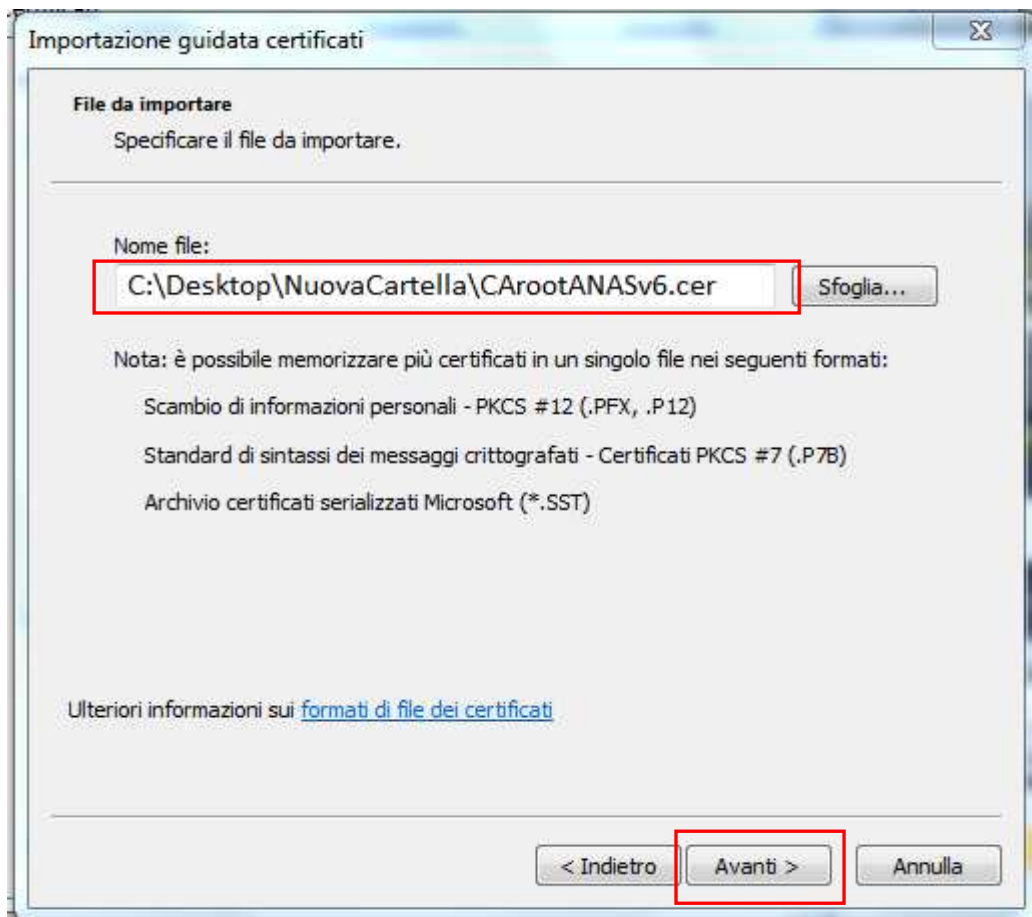 Importazione guidata certificati
File da importare
Specificare il file da importare.
Nome file:
C:\Desktop\NuovaCartella\CArootANASv6.cer
Sfoglia...
Nota: è possibile memorizzare più certificati in un singolo file nei seguenti formati:
Scambio di informazioni personali - PKCS #12 (.PFX, .P12)
Standard di sintassi dei messaggi crittografati - Certificati PKCS #7 (.P7B)
Archivio certificati serializzati Microsoft (*.SST)
Ulteriori informazioni sui formati di file dei certificati
< Indietro
Avanti >
Annulla